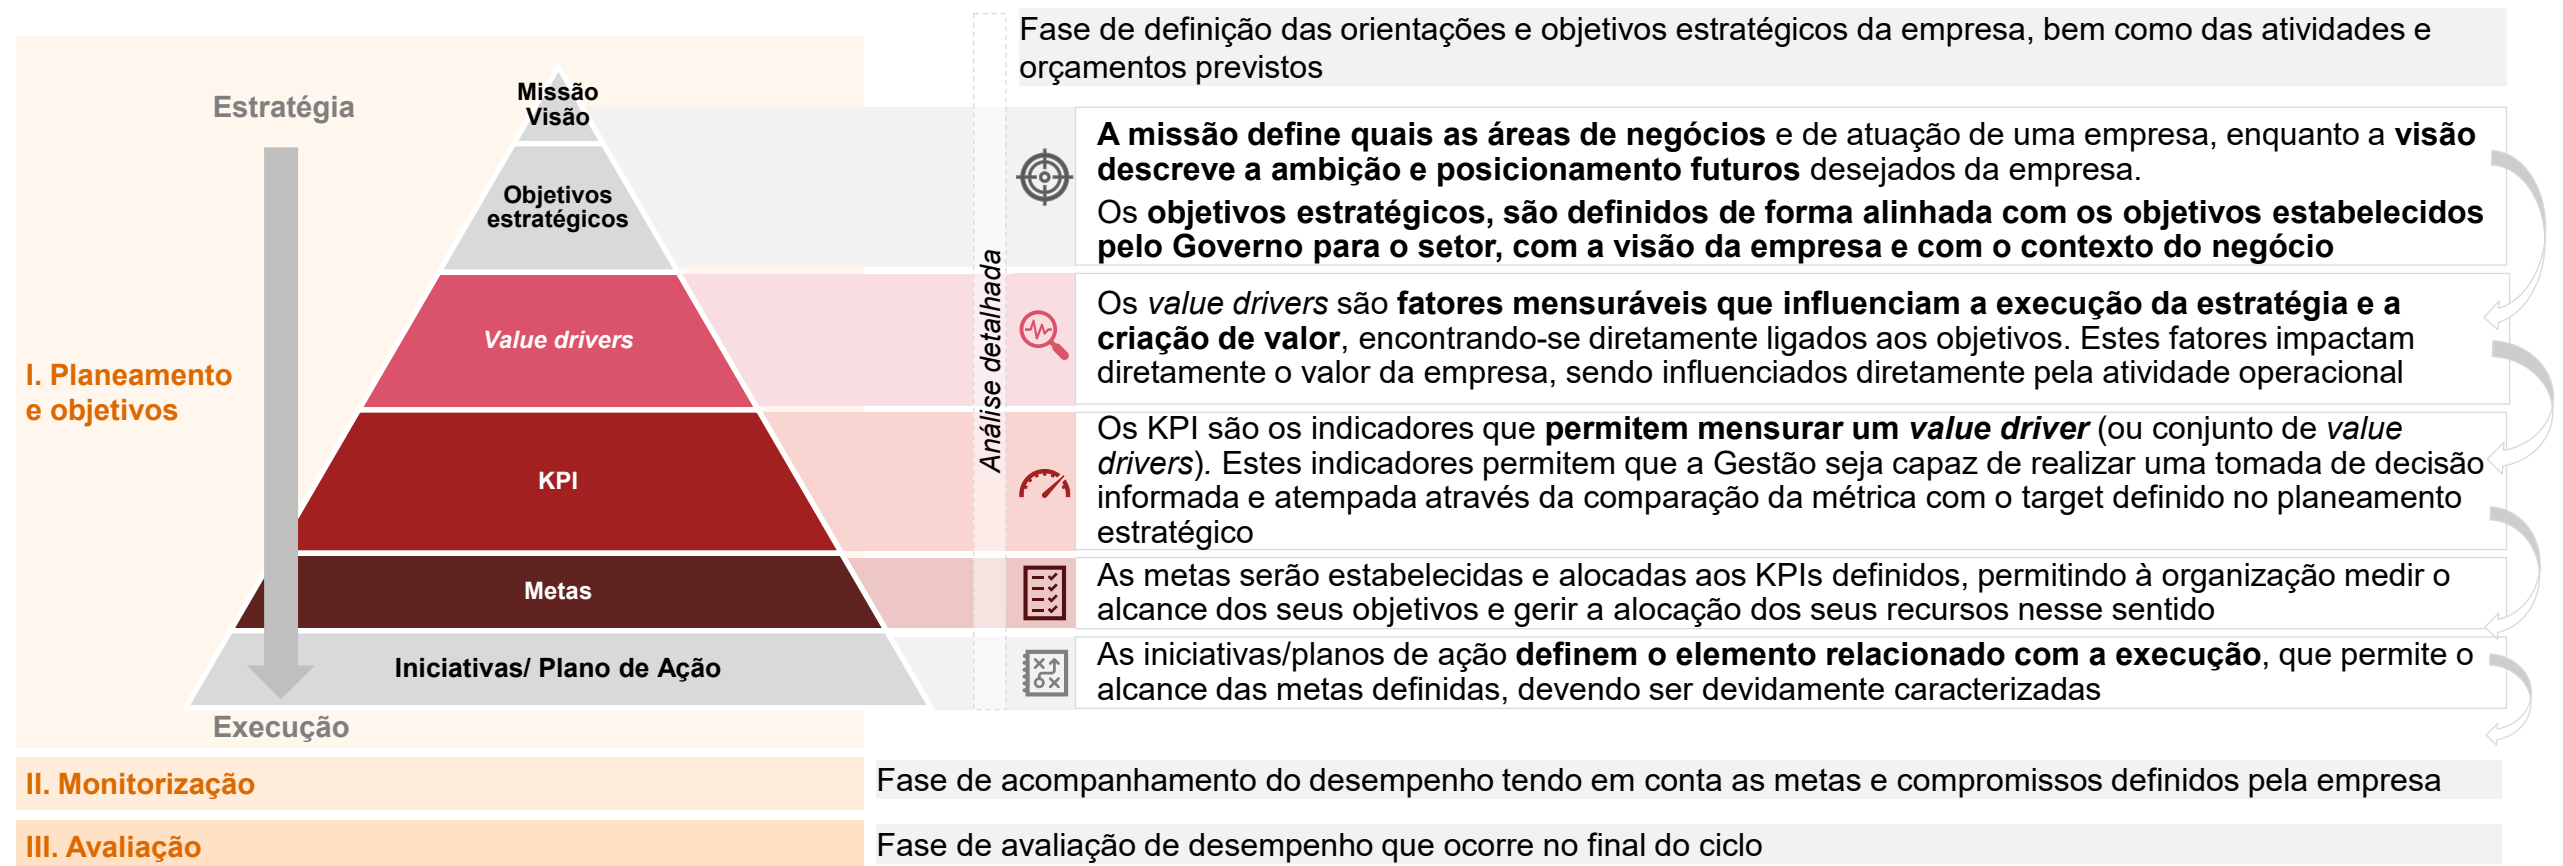 Fase de definição das orientações e objetivos estratégicos da empresa, bem como das atividades e
orçamentos previstos
Estratégia
Missão
Visão
Objetivos
estratégicos
Value drivers
KPI
Metas
Iniciativas/ Plano de Ação
Execução
I. Planeamento
e objetivos
Análise detalhada
A missão define quais as áreas de negócios e de atuação de uma empresa, enquanto a visão
descreve a ambição e posicionamento futuros desejados da empresa.
Os objetivos estratégicos, são definidos de forma alinhada com os objetivos estabelecidos
pelo Governo para o setor, com a visão da empresa e com o contexto do negócio
Os value drivers são fatores mensuráveis que influenciam a execução da estratégia e a
criação de valor, encontrando-se diretamente ligados aos objetivos. Estes fatores impactam
diretamente o valor da empresa, sendo influenciados diretamente pela atividade operacional
Os KPI são os indicadores que permitem mensurar um value driver (ou conjunto de value
drivers). Estes indicadores permitem que a Gestão seja capaz de realizar uma tomada de decisão
informada e atempada através da comparação da métrica com o target definido no planeamento
estratégico
As metas serão estabelecidas e alocadas aos KPIs definidos, permitindo à organização medir o
alcance dos seus objetivos e gerir a alocação dos seus recursos nesse sentido
As iniciativas/planos de ação definem o elemento relacionado com a execução, que permite o
alcance das metas definidas, devendo ser devidamente caracterizadas
II. Monitorização
Fase de acompanhamento do desempenho tendo em conta as metas e compromissos definidos pela empresa
III. Avaliação
Fase de avaliação de desempenho que ocorre no final do ciclo